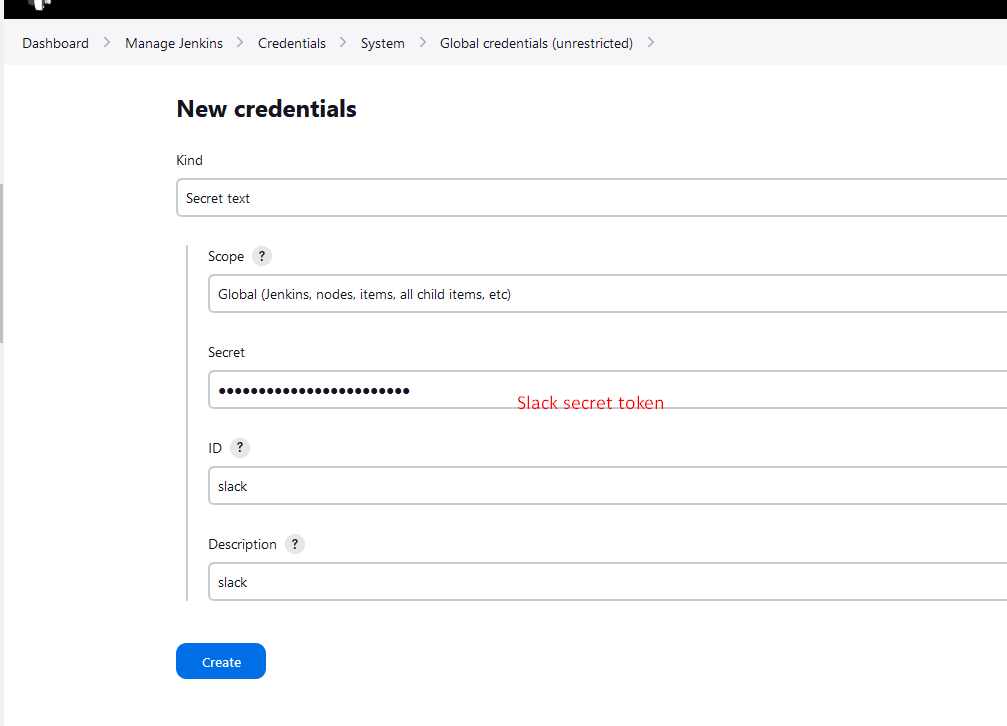 Dashboard > Manage Jenkins > Credentials > System > Global credentials (unrestricted) >
New credentials
Kind
Secret text
Scope ?
Global (Jenkins, nodes, items, all child items, etc)
Secret
••••••••••••••••••••••••
Slack secret token
ID ?
slack
Description ?
slack
Create